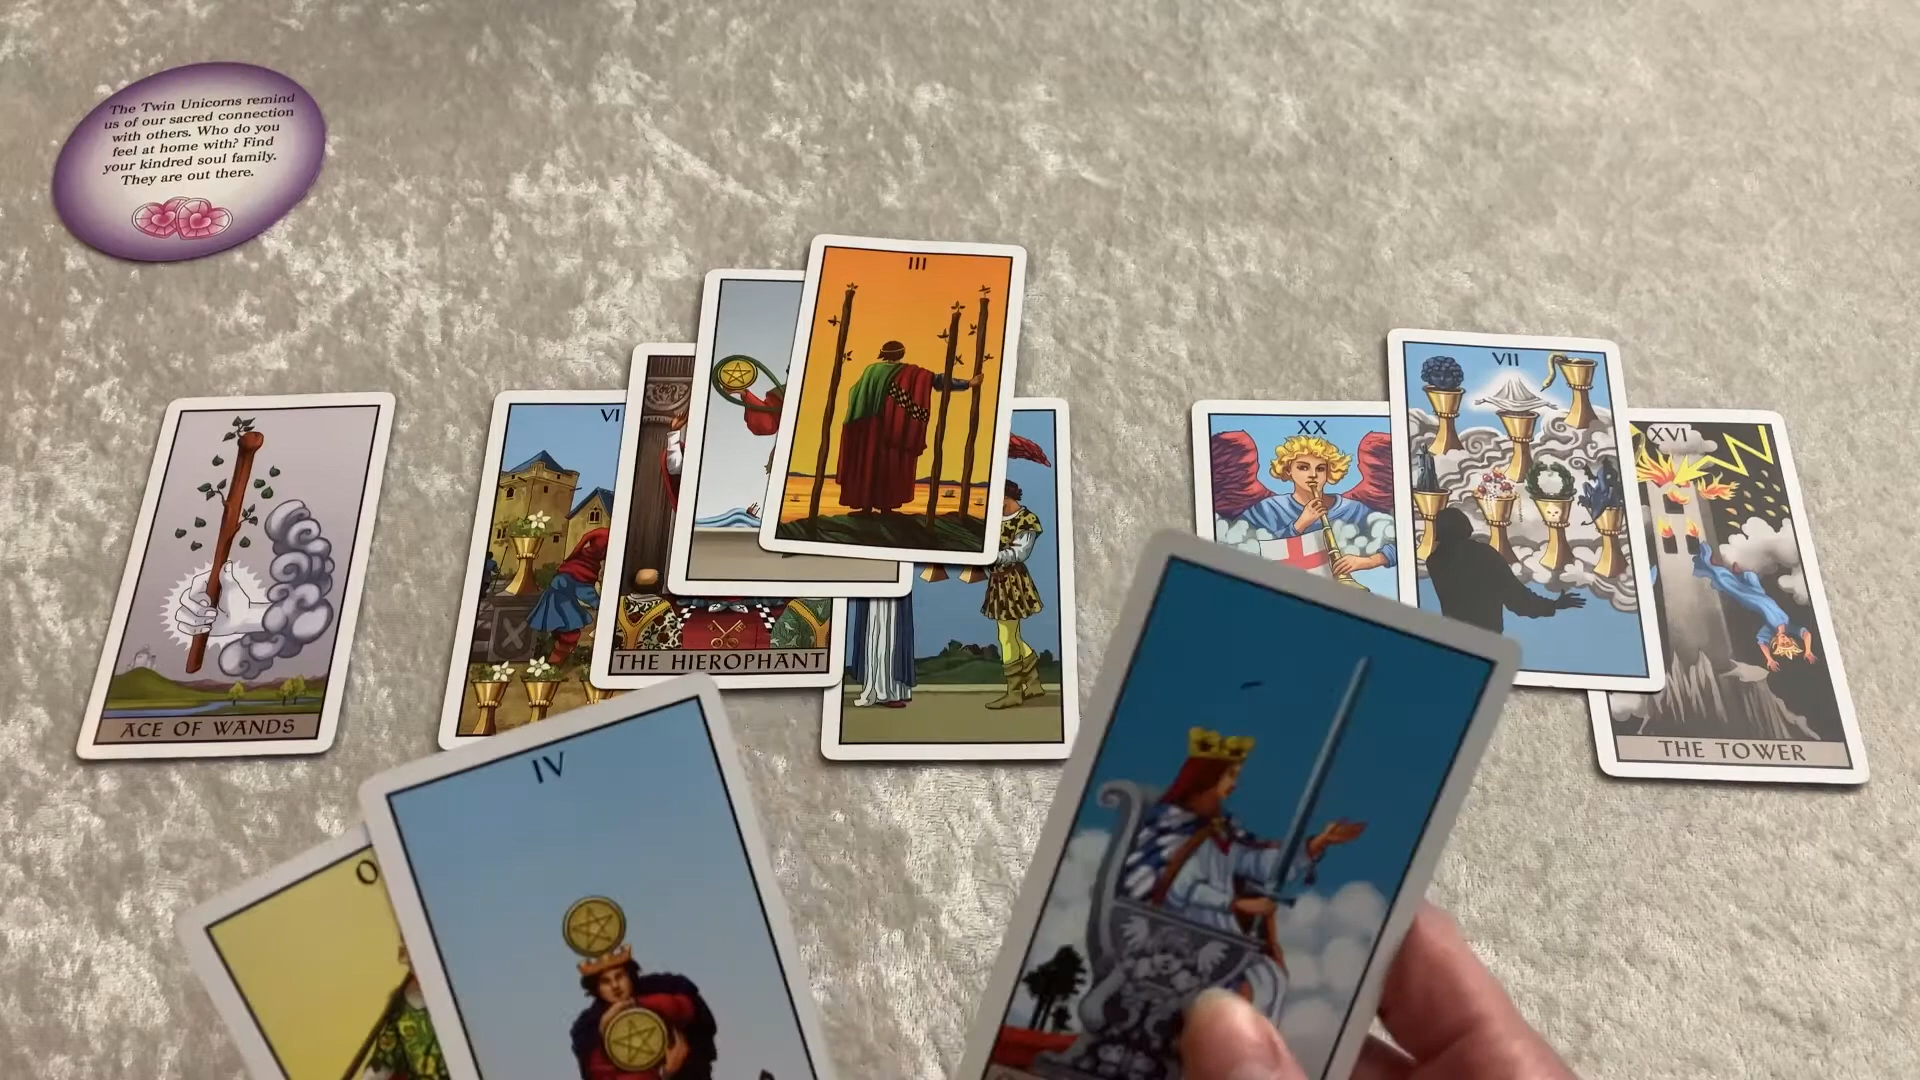 The Twin Unicorns remind
us of our sacred connection
with others. Who do you
feel at home with? Find
your kindred soul family.
They are out there.
III
VII
XX
XVI
VI
THE HIEROPHANT
ACE OF WANDS
THE TOWER
IV
O